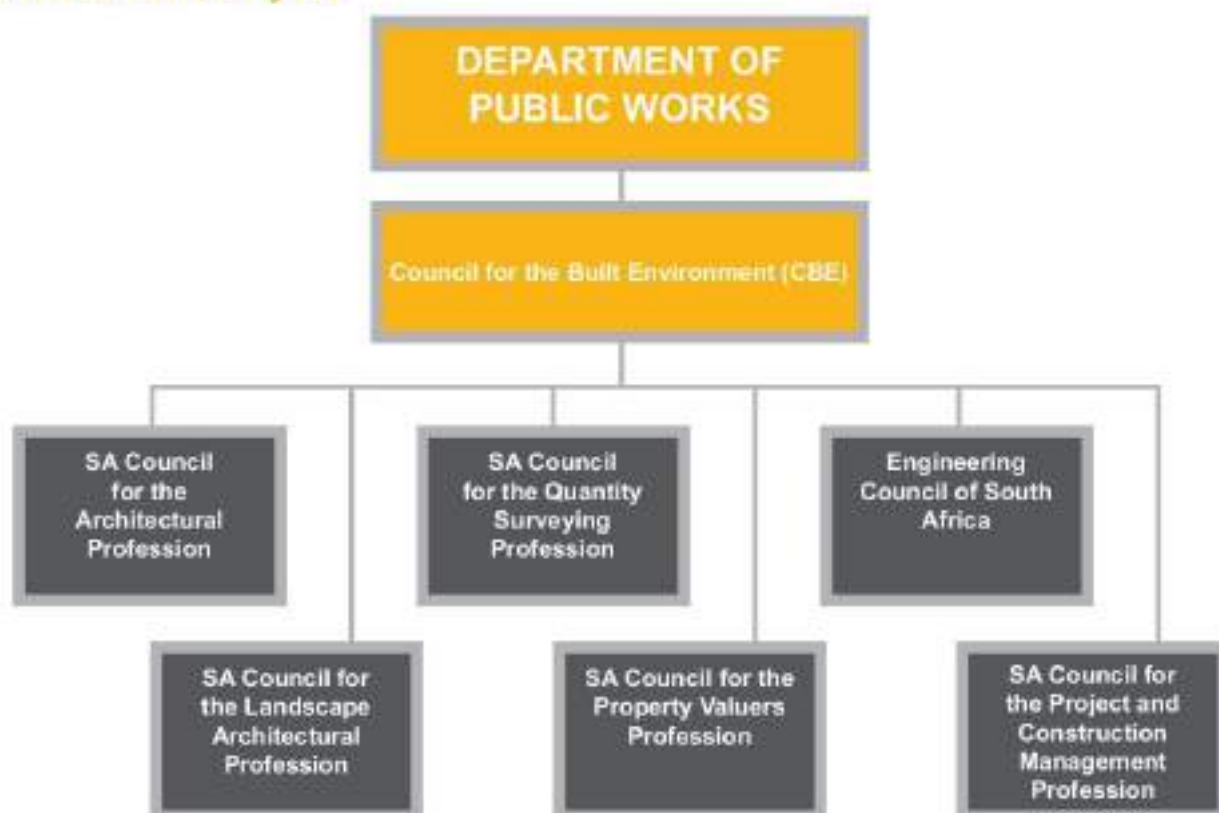 DEPARTMENT OF
PUBLIC WORKS
Council for the Built Environment (CBE)
SA Council
for the
Architectural
Profession
SA Council
for the Quantity
Surveying
Profession
Engineering
Council of South
Africa
SA Council for
the Landscape
Architectural
Profession
SA Council for the
Property Valuers
Profession
SA Council for
the Project and
Construction
Management
Profession